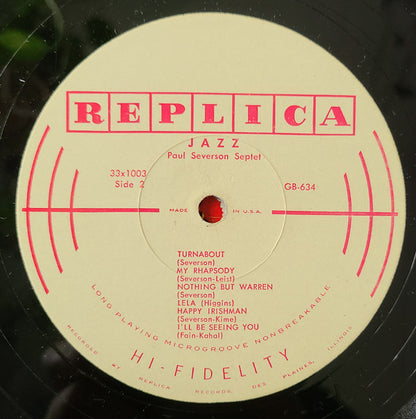 REPLICA
JAZZ
Paul Severson Septet
33x1003
Side 2
GB-634
MADE IN U.S.A.
TURNABOUT
(Severson)
MY RHAPSODY
(Severson-Leist)
NOTHING BUT WARREN
(Severson)
LELA (Higgins)
HAPPY IRISHMAN
(Severson-Kime)
I'LL BE SEEING YOU
(Fain-Kahal)
LONG PLAYING MICROGROOVE NONBREAKABLE
HI-FIDELITY
RECORDED BY REPLICA RECORDS, DES PLAINES, ILLINOIS